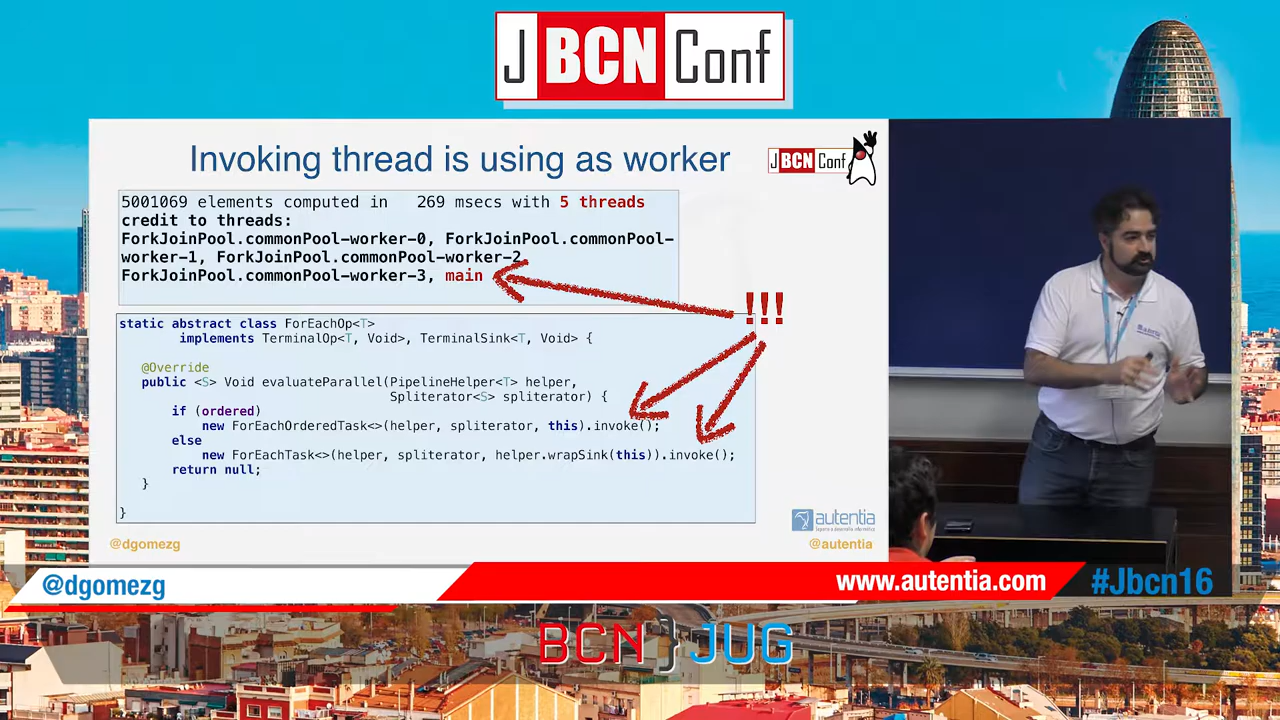 J BCN Conf
Invoking thread is using as worker
J BCN Conf
5001069 elements computed in 269 msecs with 5 threads
credit to threads:
ForkJoinPool.commonPool-worker-0, ForkJoinPool.commonPool-
worker-1, ForkJoinPool.commonPool-worker-2
ForkJoinPool.commonPool-worker-3, main
!!!
static abstract class ForEachOp<T>
implements TerminalOp<T, Void>, TerminalSink<T, Void> {
@Override
public <S> Void evaluateParallel(PipelineHelper<T> helper,
Spliterator<S> spliterator) {
if (ordered)
new ForEachOrderedTask<>(helper, spliterator, this).invoke();
else
new ForEachTask<>(helper, spliterator, helper.wrapSink(this)).invoke();
return null;
}
}
autentia
@dgomezg
@autentia
@dgomezg
www.autentia.com
#Jbcn16
BCN JUG